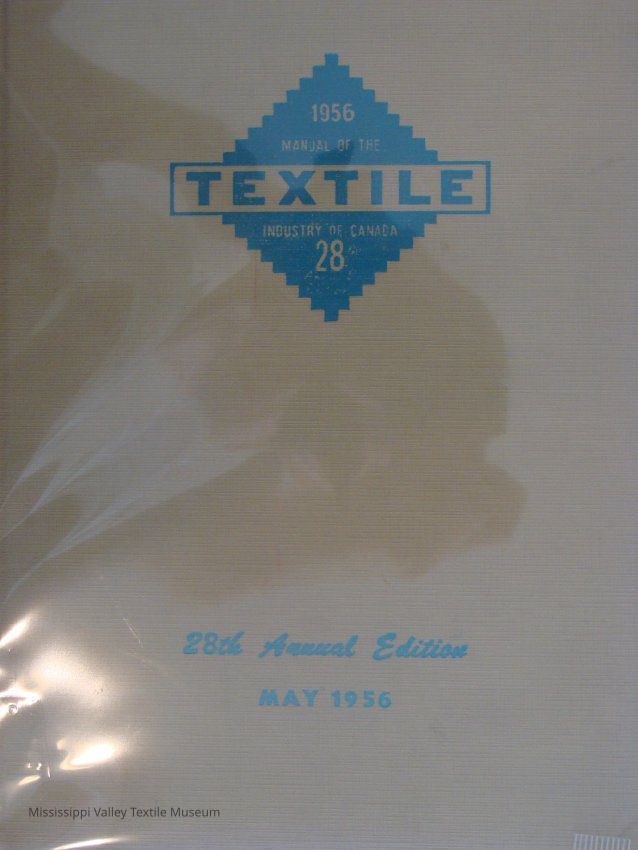 1956
MANUAL OF THE
TEXTILE
INDUSTRY OF CANADA
28
28th Annual Edition
MAY 1956
Mississippi Valley Textile Museum